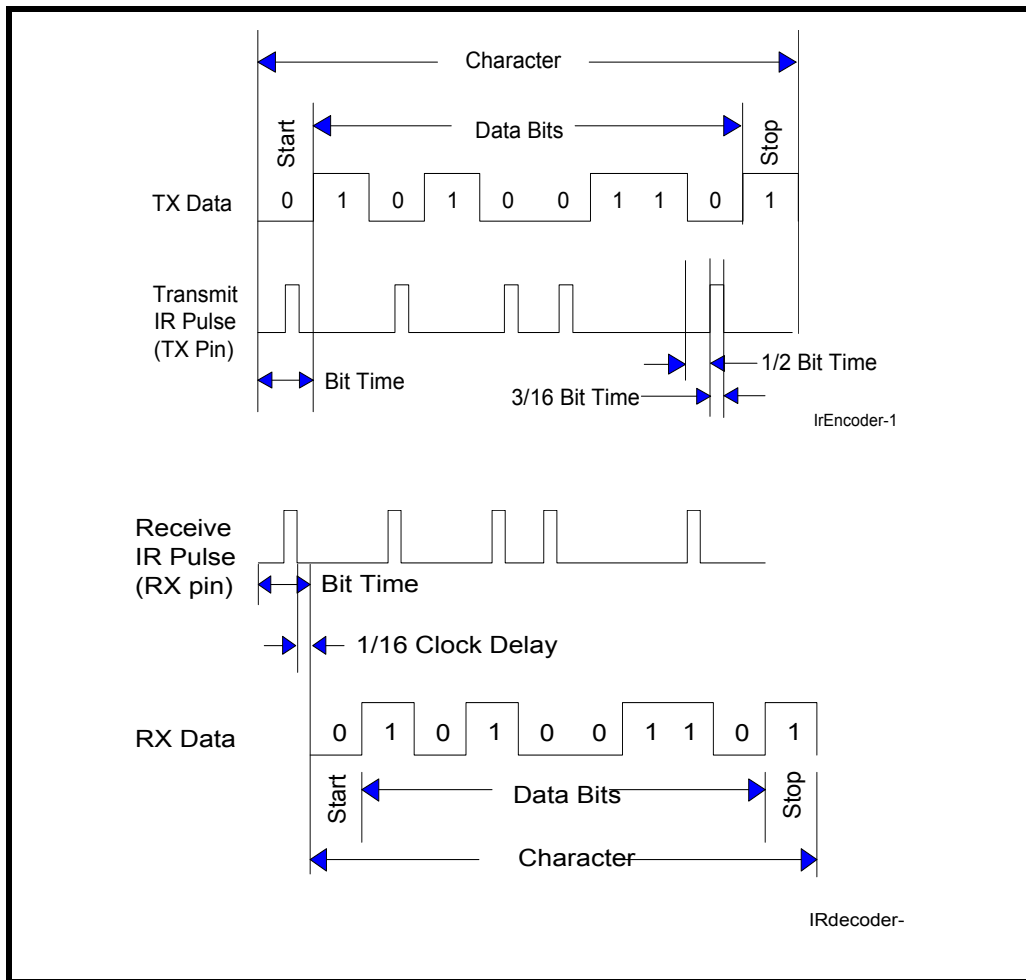 Character
Start
Data Bits
Stop
TX Data
0 1 0 1 0 0 1 1 0 1
Transmit
IR Pulse
(TX Pin)
Bit Time
1/2 Bit Time
3/16 Bit Time
IrEncoder-1
Receive
IR Pulse
(RX pin)
Bit Time
1/16 Clock Delay
RX Data
0 1 0 1 0 0 1 1 0 1
Start
Data Bits
Stop
Character
IRdecoder-